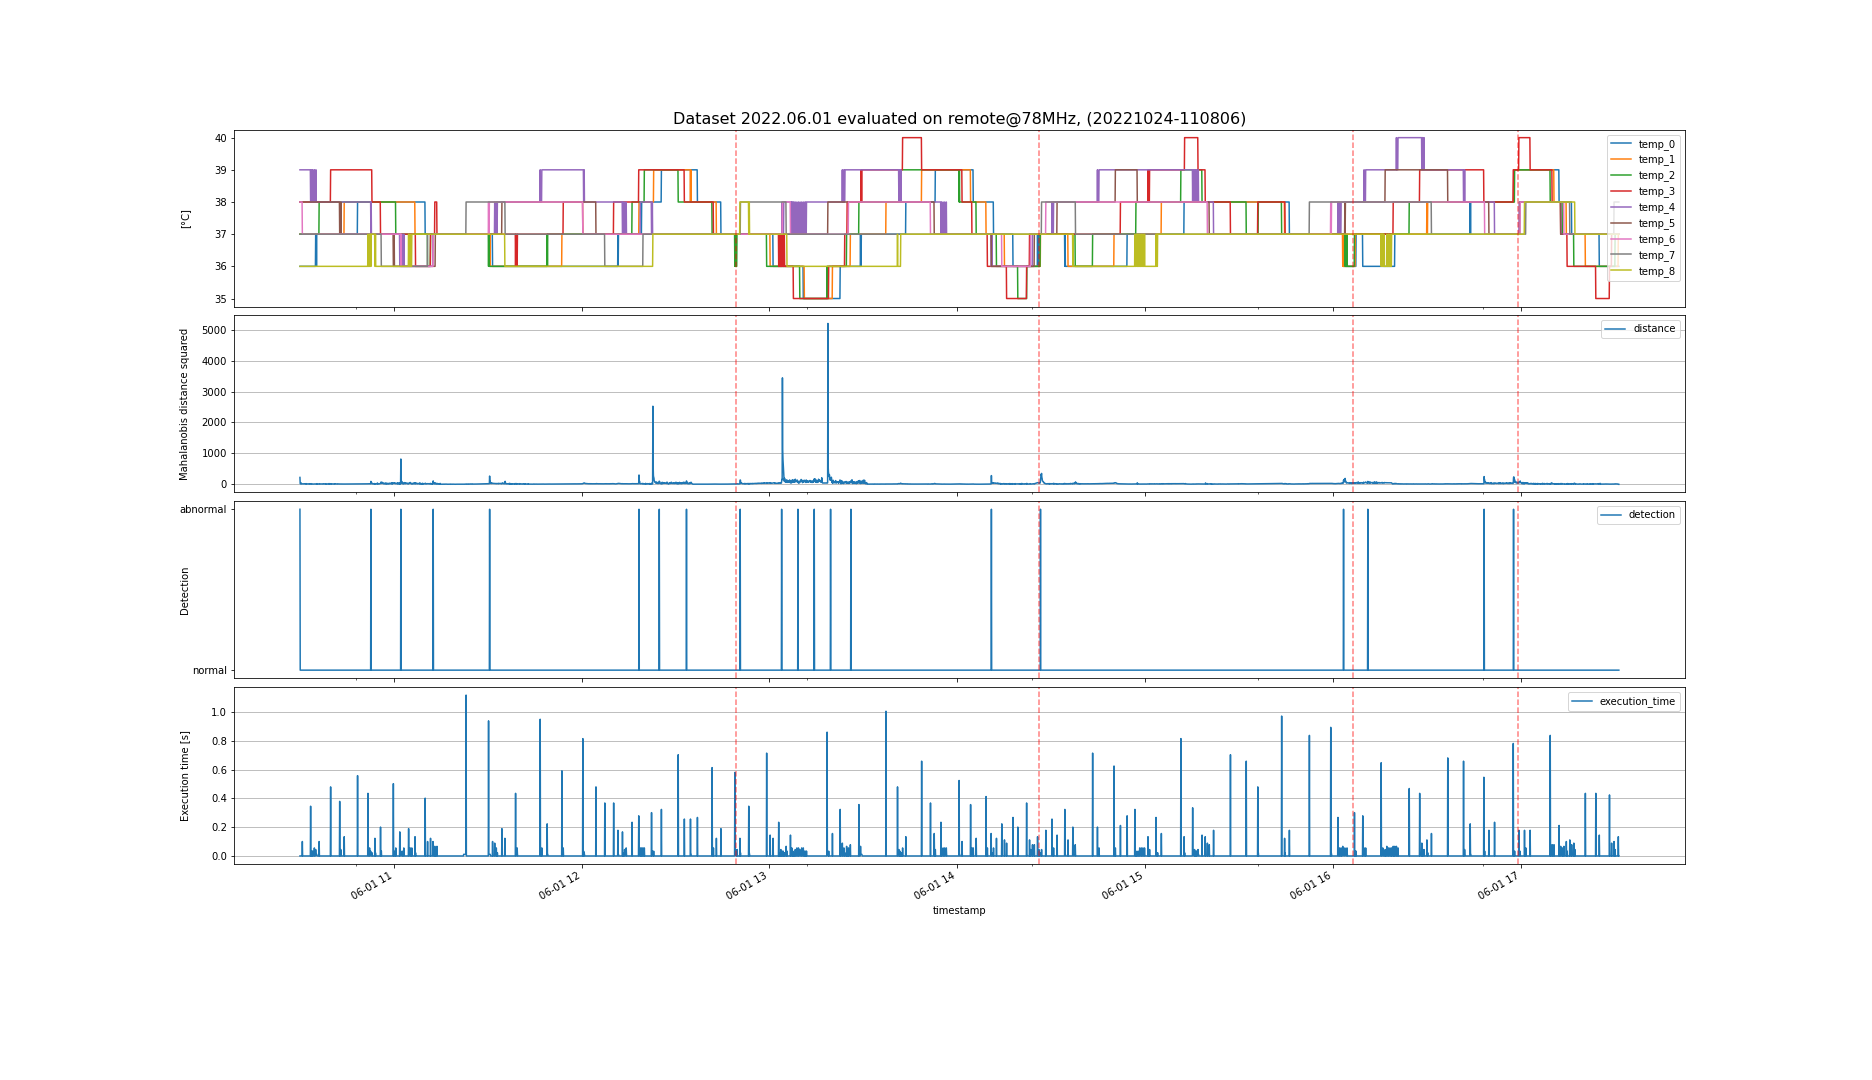 Dataset 2022.06.01 evaluated on remote@78MHz, (20221024-110806)
40
39
38
37
36
35
[°C]
temp_0
temp_1
temp_2
temp_3
temp_4
temp_5
temp_6
temp_7
temp_8
5000
4000
3000
2000
1000
0
Mahalanobis distance squared
distance
abnormal
normal
Detection
detection
1.0
0.8
0.6
0.4
0.2
0.0
Execution time [s]
execution_time
06-01 11
06-01 12
06-01 13
06-01 14
06-01 15
06-01 16
06-01 17
timestamp